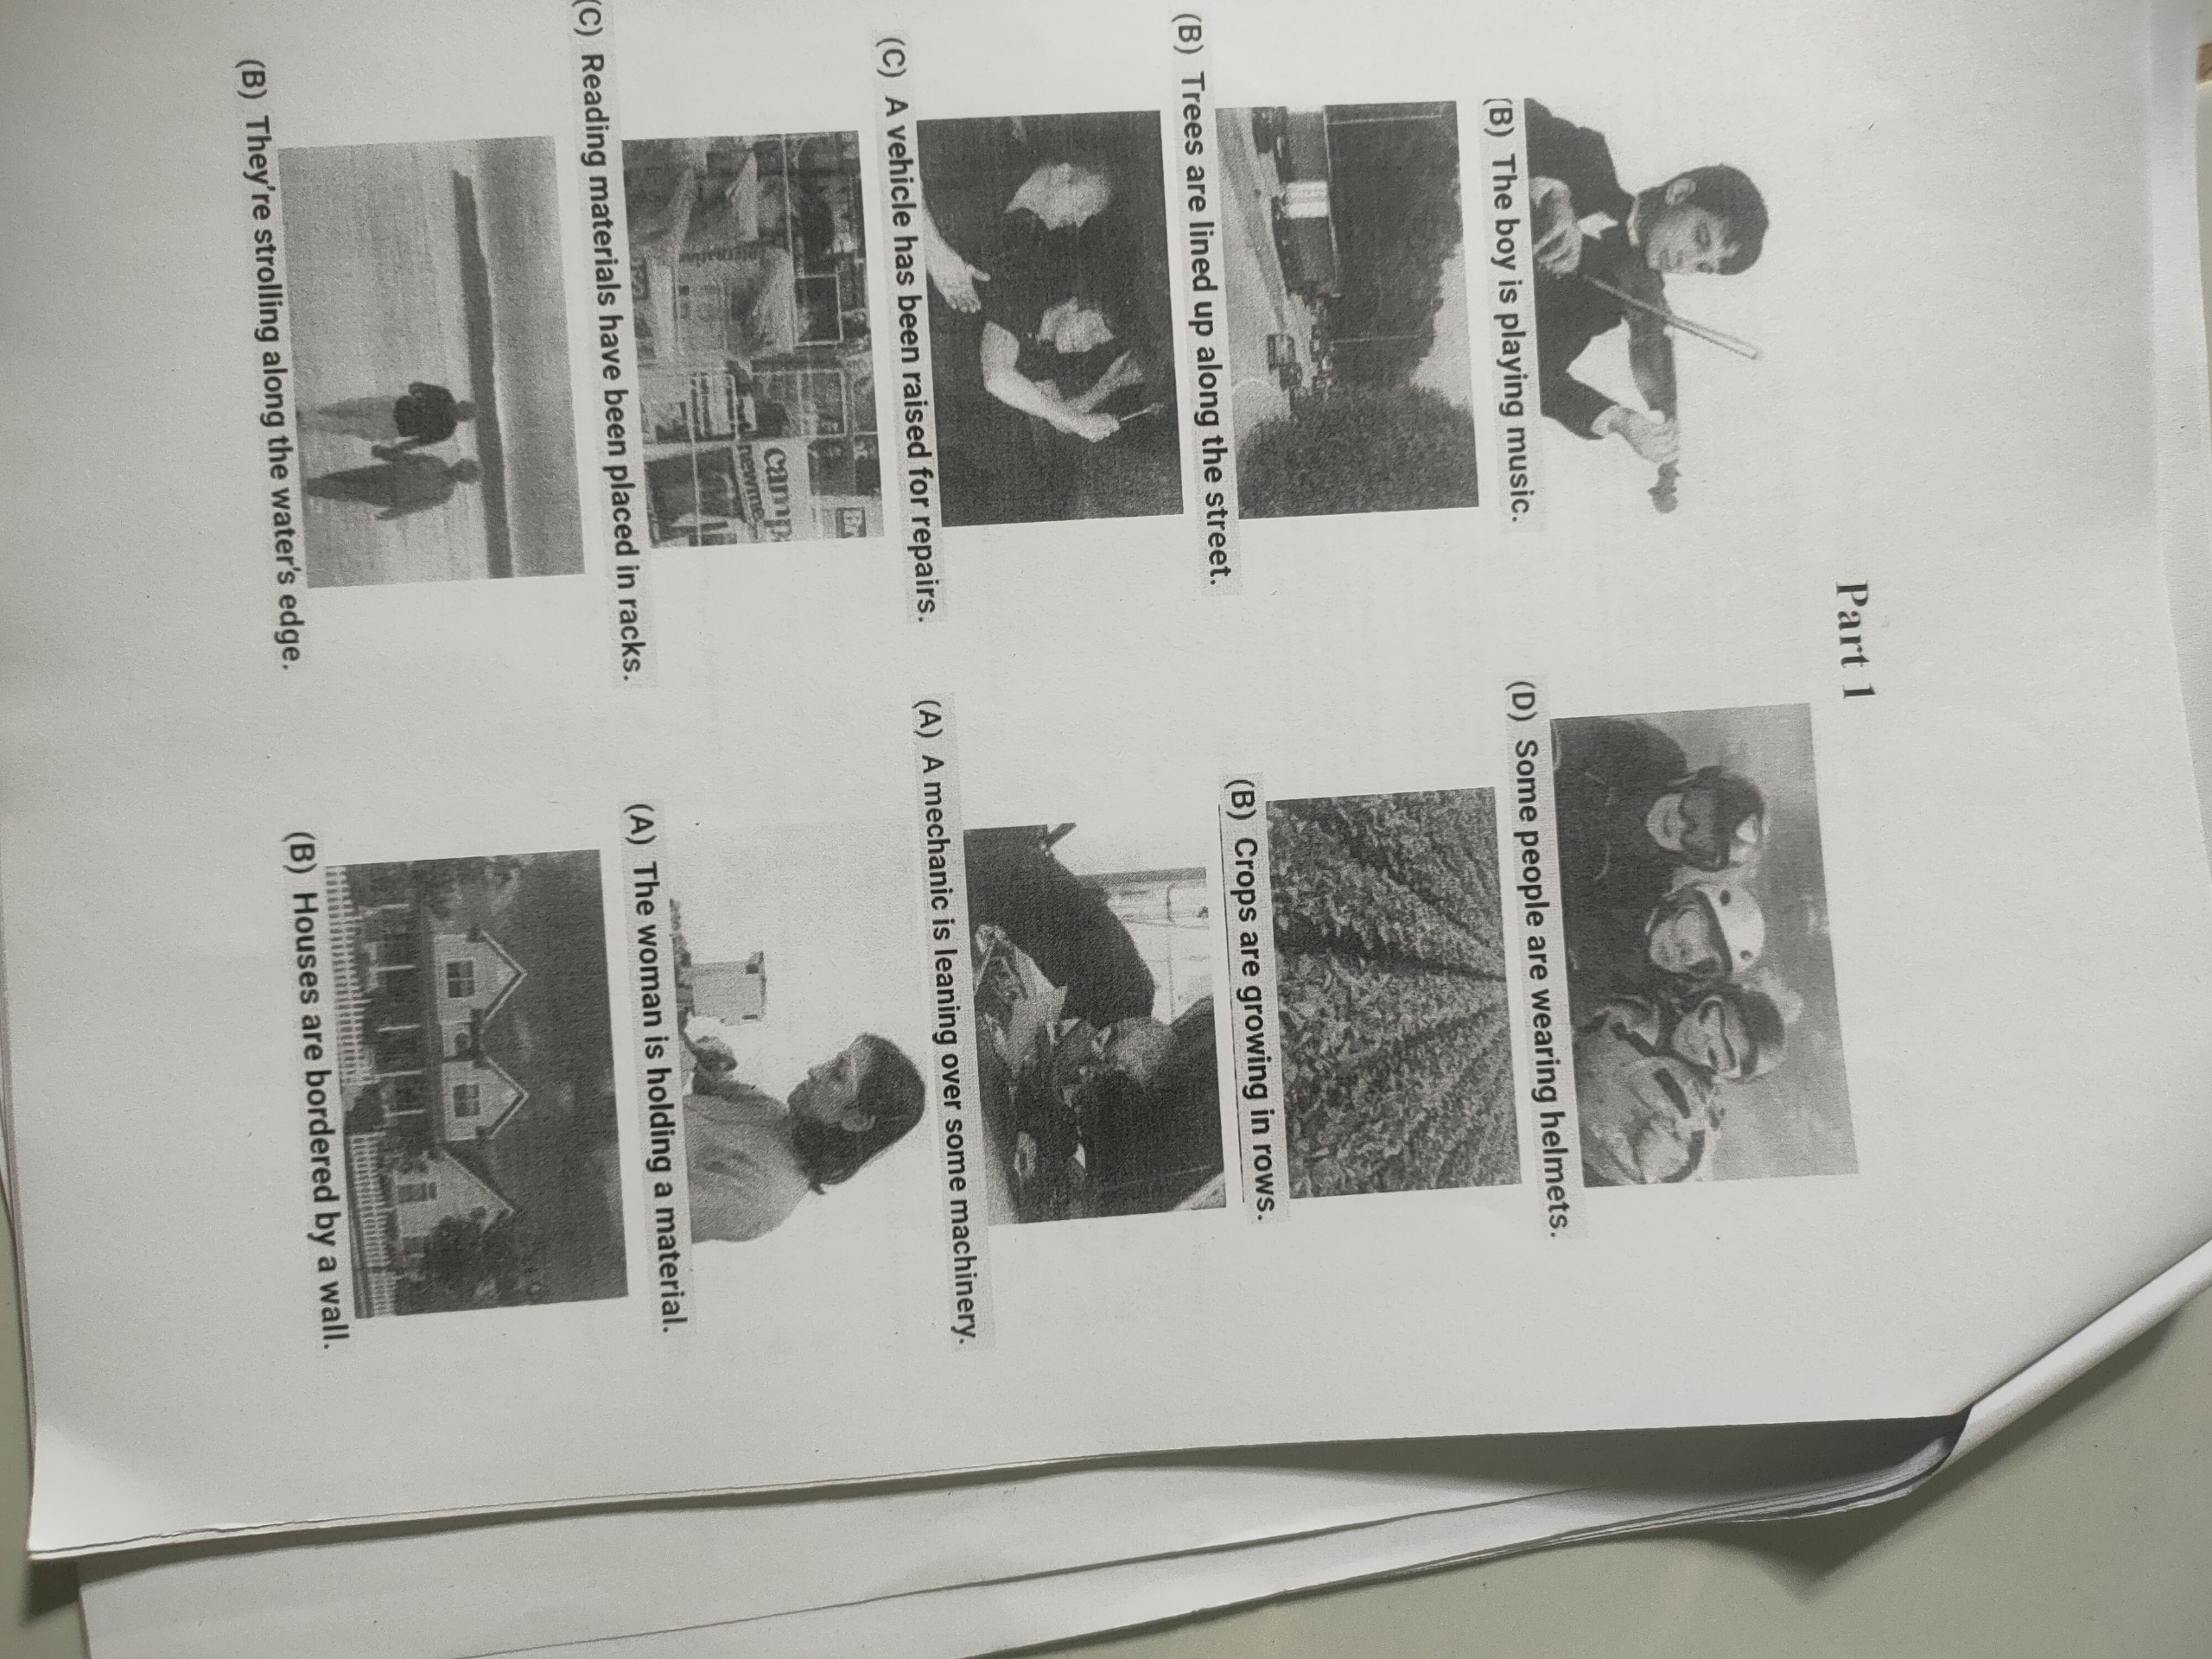 Part 1
(B) The boy is playing music.
(D) Some people are wearing helmets.
(B) Trees are lined up along the street.
(B) Crops are growing in rows.
(C) A vehicle has been raised for repairs.
(A) A mechanic is leaning over some machinery.
Br
camp
newme
(C) Reading materials have been placed in racks.
(A) The woman is holding a material.
(B) They're strolling along the water's edge.
(B) Houses are bordered by a wall.